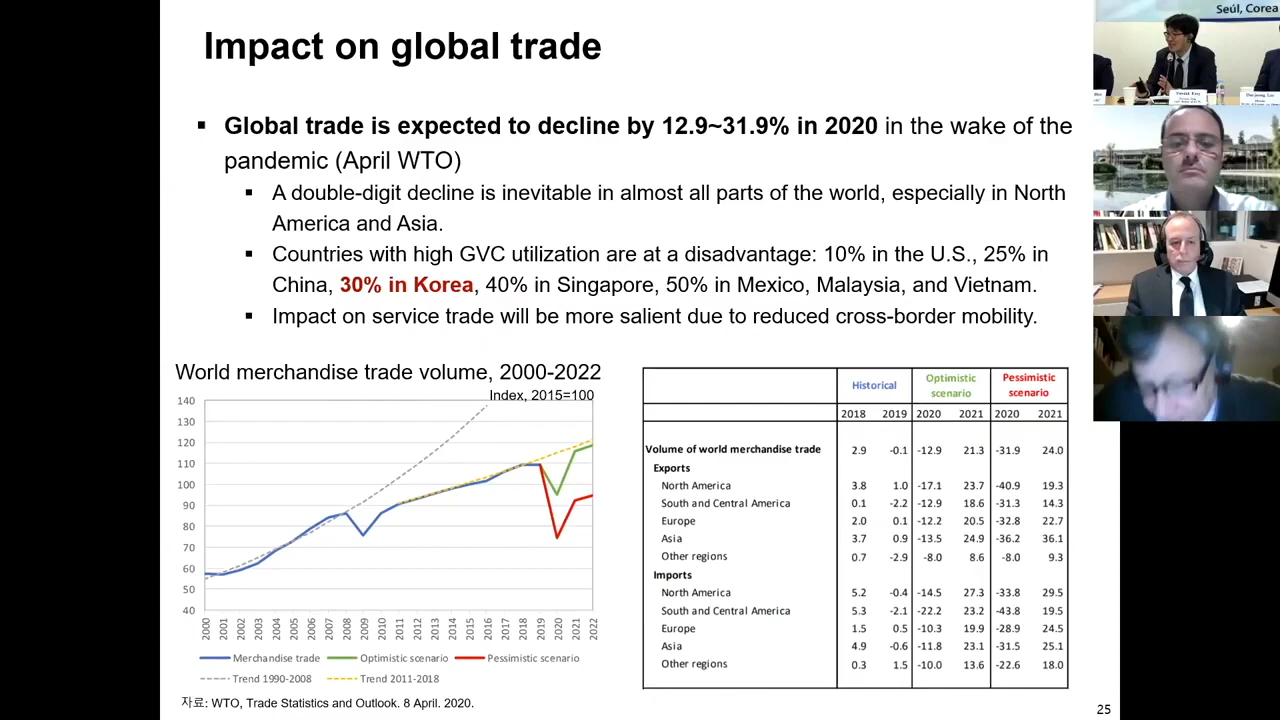 Impact on global trade
Seúl, Corea
▪ Global trade is expected to decline by 12.9~31.9% in 2020 in the wake of the
pandemic (April WTO)
▪ A double-digit decline is inevitable in almost all parts of the world, especially in North
America and Asia.
▪ Countries with high GVC utilization are at a disadvantage: 10% in the U.S., 25% in
China, 30% in Korea, 40% in Singapore, 50% in Mexico, Malaysia, and Vietnam.
▪ Impact on service trade will be more salient due to reduced cross-border mobility.
World merchandise trade volume, 2000-2022
Index, 2015=100
140
130
120
110
100
90
80
70
60
50
40
2000 2001 2002 2003 2004 2005 2006 2007 2008 2009 2010 2011 2012 2013 2014 2015 2016 2017 2018 2019 2020 2021 2022
Merchandise trade Optimistic scenario Pessimistic scenario
Trend 1990-2008 Trend 2011-2018
Historical Optimistic scenario Pessimistic scenario
2018 2019 2020 2021 2020 2021
Volume of world merchandise trade 2.9 -0.1 -12.9 21.3 -31.9 24.0
Exports
North America 3.8 1.0 -17.1 23.7 -40.9 19.3
South and Central America 0.1 -2.2 -12.9 18.6 -31.3 14.3
Europe 2.0 0.1 -12.2 20.5 -32.8 22.7
Asia 3.7 0.9 -13.5 24.9 -36.2 36.1
Other regions 0.7 -2.9 -8.0 8.6 -8.0 9.3
Imports
North America 5.2 -0.4 -14.5 27.3 -33.8 29.5
South and Central America 5.3 -2.1 -22.2 23.2 -43.8 19.5
Europe 1.5 0.5 -10.3 19.9 -28.9 24.5
Asia 4.9 -0.6 -11.8 23.1 -31.5 25.1
Other regions 0.3 1.5 -10.0 13.6 -22.6 18.0
자료: WTO, Trade Statistics and Outlook. 8 April. 2020.
25